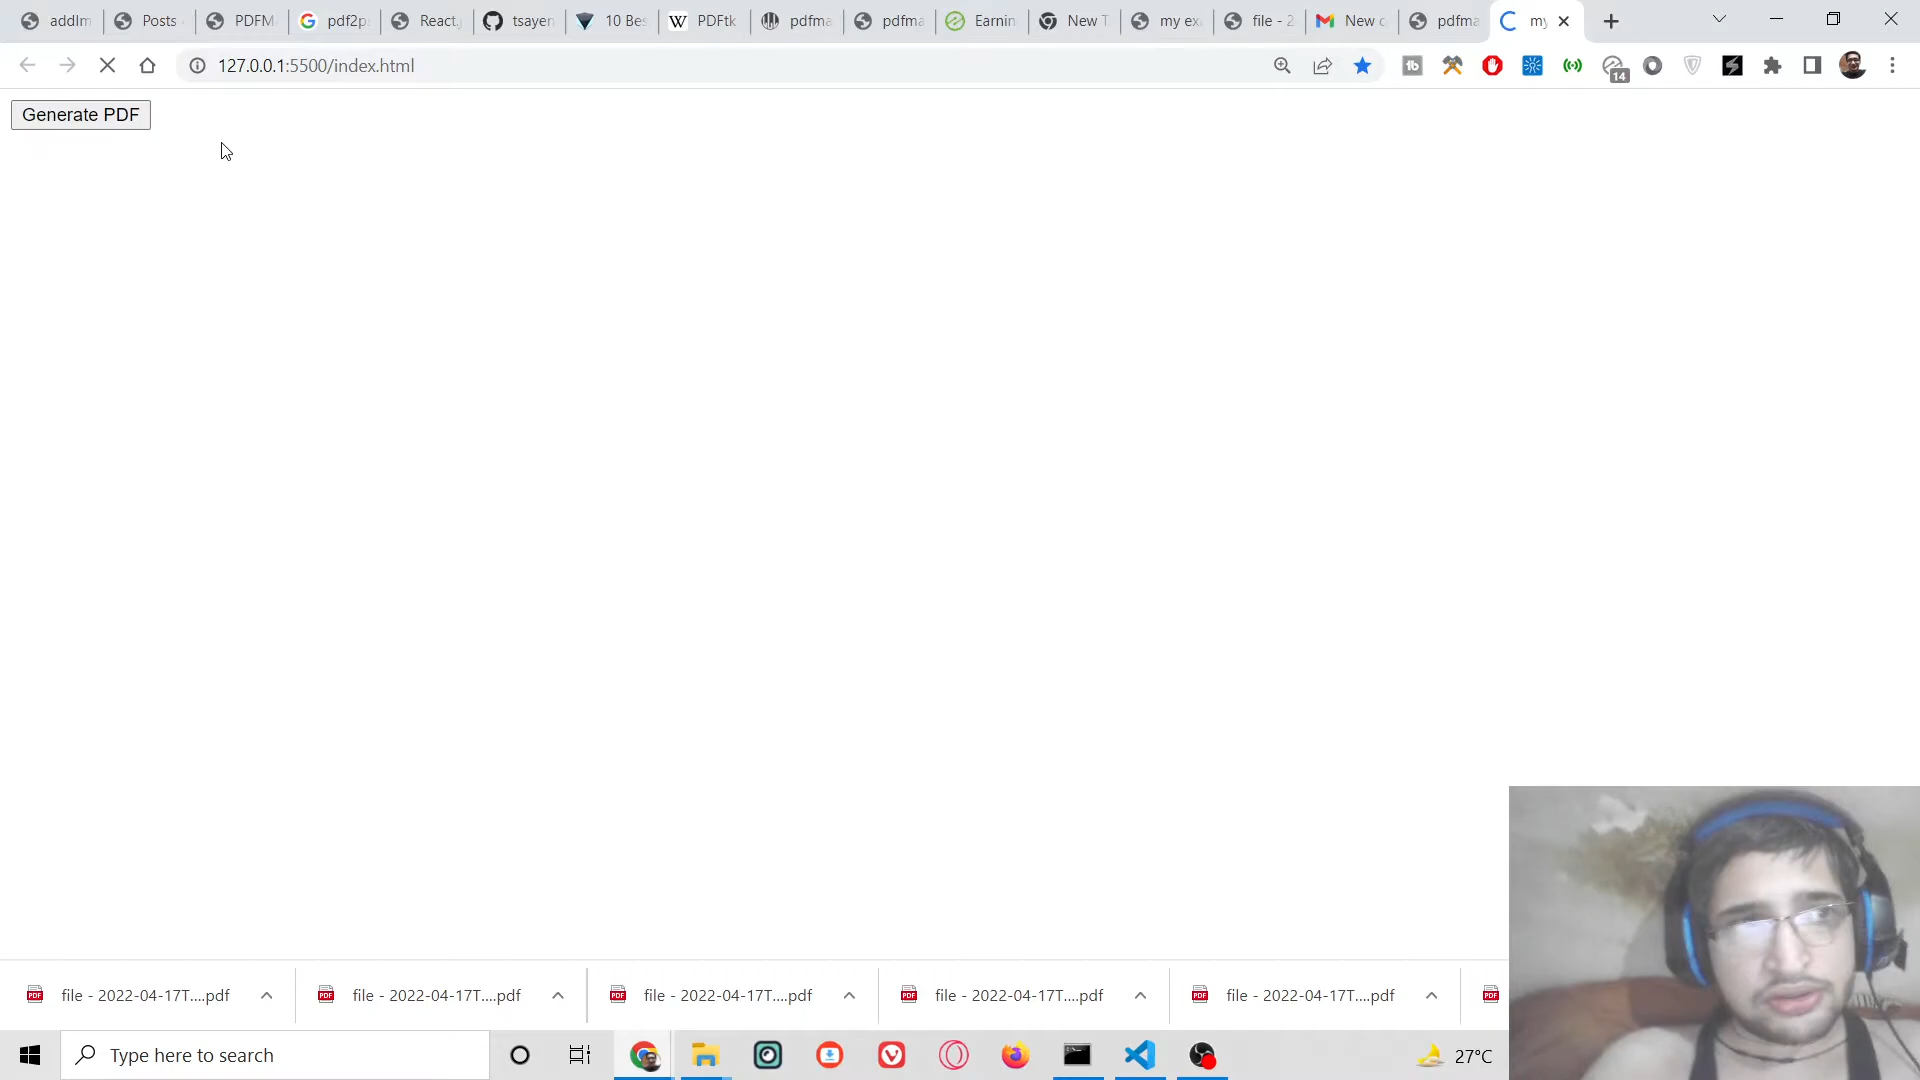 addIm
Posts
PDFM
pdf2p
React.
tsayen
10 Bes
PDFtk
pdfma
pdfma
Earnin
New T
my ex
file - 2
New c
pdfma
my
127.0.0.1:5500/index.html
14
Generate PDF
file - 2022-04-17T....pdf
file - 2022-04-17T....pdf
file - 2022-04-17T....pdf
file - 2022-04-17T....pdf
file - 2022-04-17T....pdf
Type here to search
27°C